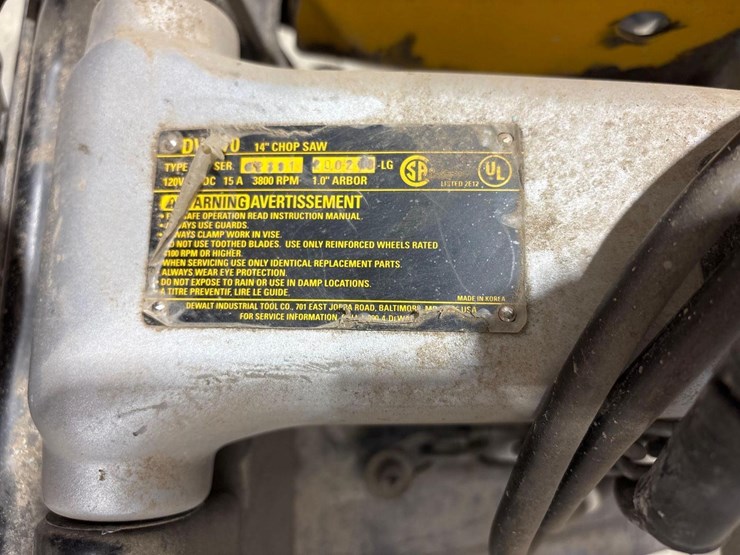 14" CHOP SAW
TYPE SER. -LG
120V DC 15 A 3800 RPM 1.0" ARBOR
SA
UL
LISTED 2E12
WARNING AVERTISSEMENT
SAFE OPERATION READ INSTRUCTION MANUAL.
ALWAYS USE GUARDS.
ALWAYS CLAMP WORK IN VISE.
DO NOT USE TOOTHED BLADES. USE ONLY REINFORCED WHEELS RATED
4100 RPM OR HIGHER.
WHEN SERVICING USE ONLY IDENTICAL REPLACEMENT PARTS.
ALWAYS WEAR EYE PROTECTION.
DO NOT EXPOSE TO RAIN OR USE IN DAMP LOCATIONS.
A TITRE PREVENTIF, LIRE LE GUIDE.
MADE IN KOREA
DEWALT INDUSTRIAL TOOL CO., 701 EAST JOPPA ROAD, BALTIMORE, USA
FOR SERVICE INFORMATION